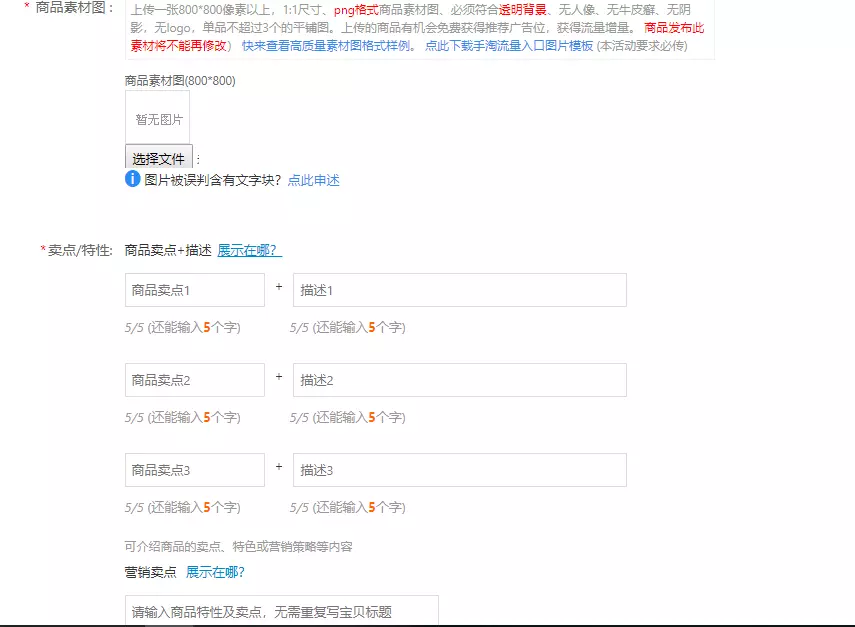 * 商品素材图： 上传一张800*800像素以上，1:1尺寸、png格式商品素材图、必须符合透明背景、无人像、无牛皮癣、无阴
影，无logo，单品不超过3个的平铺图。上传的商品有机会免费获得推荐广告位，获得流量增量。 商品发布此
素材将不能再修改） 快来查看高质量素材图格式样例。 点此下载手淘流量入口图片模板 (本活动要求必传)
商品素材图(800*800)
暂无图片
选择文件 :
图片被误判含有文字块？ 点此申述
*卖点/特性: 商品卖点+描述 展示在哪？
商品卖点1 + 描述1
5/5 (还能输入5个字) 5/5 (还能输入5个字)
商品卖点2 + 描述2
5/5 (还能输入5个字) 5/5 (还能输入5个字)
商品卖点3 + 描述3
5/5 (还能输入5个字) 5/5 (还能输入5个字)
可介绍商品的卖点、特色或营销策略等内容
营销卖点 展示在哪?
请输入商品特性及卖点，无需重复写宝贝标题